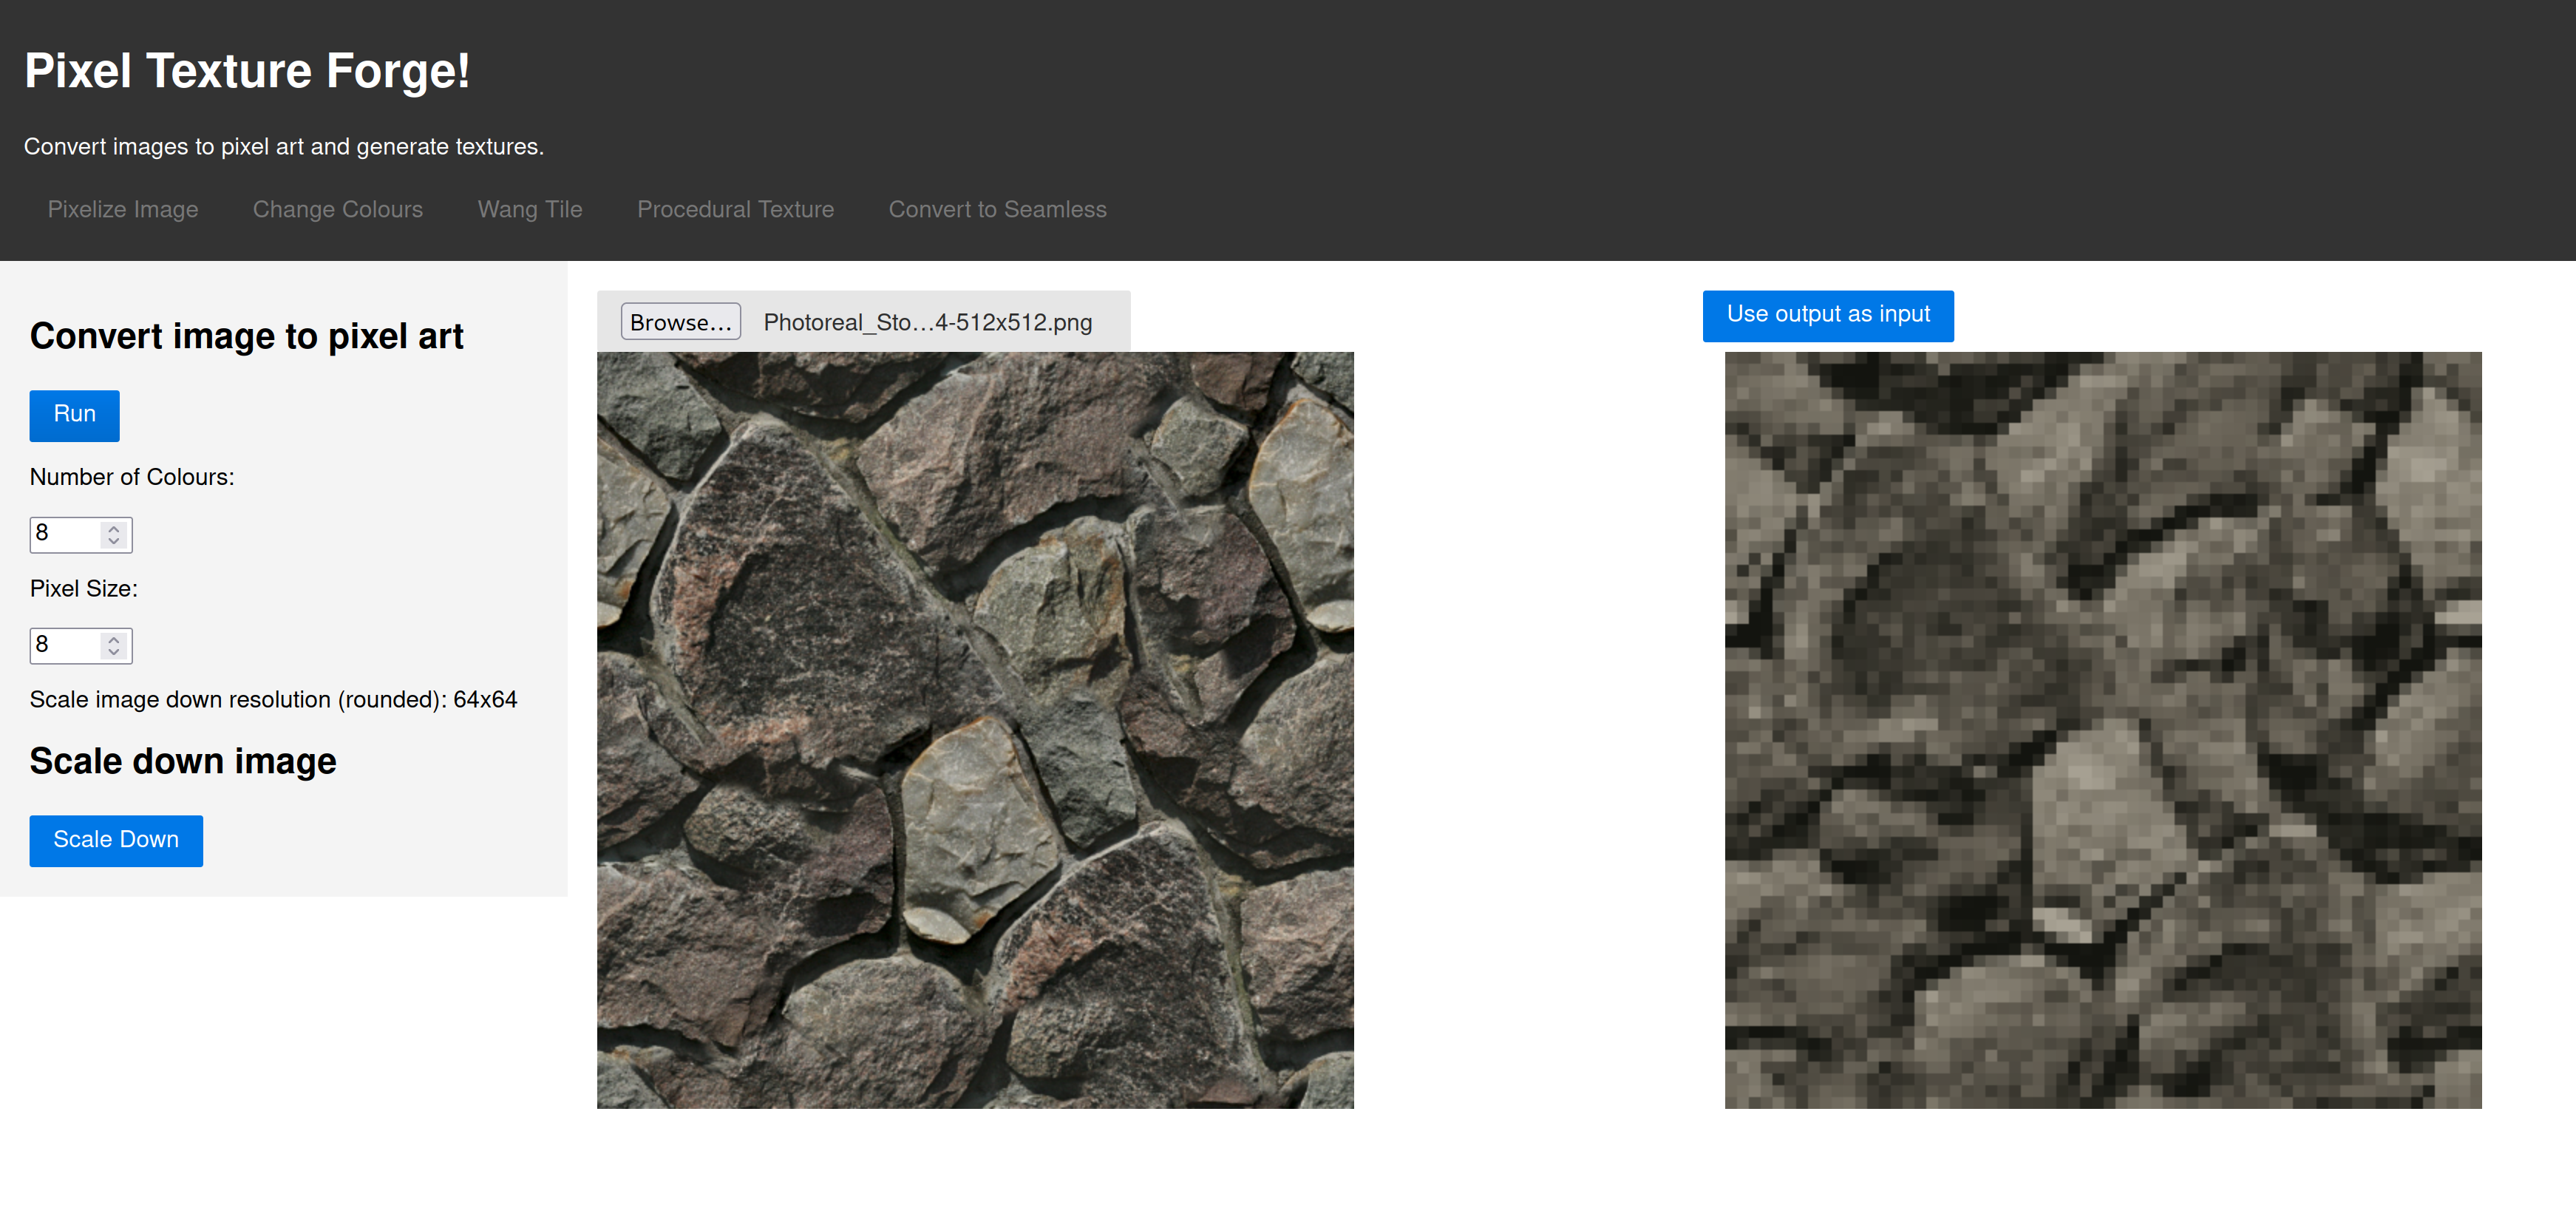 Pixel Texture Forge!
Convert images to pixel art and generate textures.
Pixelize Image Change Colours Wang Tile Procedural Texture Convert to Seamless
Convert image to pixel art
Run
Number of Colours:
8
Pixel Size:
8
Scale image down resolution (rounded): 64x64
Scale down image
Scale Down
Browse... Photoreal_Sto...4-512x512.png
Use output as input